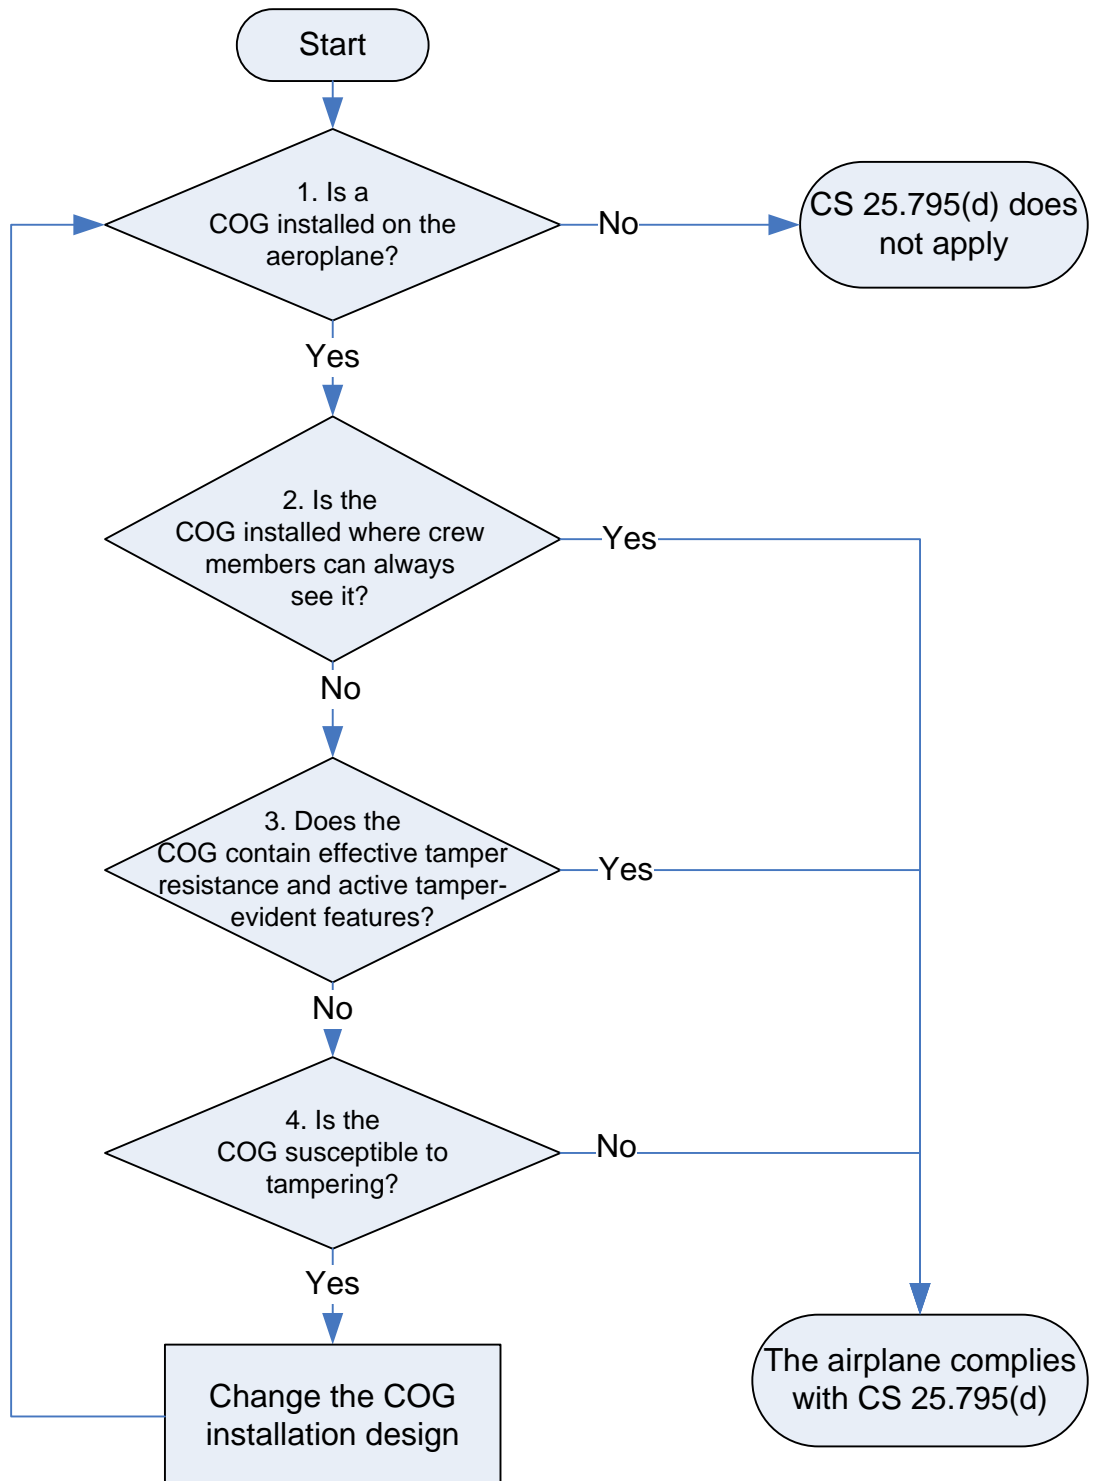 Start
1. Is a
COG installed on the
aeroplane?
No
CS 25.795(d) does
not apply
Yes
2. Is the
COG installed where crew
members can always
see it?
Yes
No
3. Does the
COG contain effective tamper
resistance and active tamper-
evident features?
Yes
No
4. Is the
COG susceptible to
tampering?
No
Yes
Change the COG
installation design
The airplane complies
with CS 25.795(d)